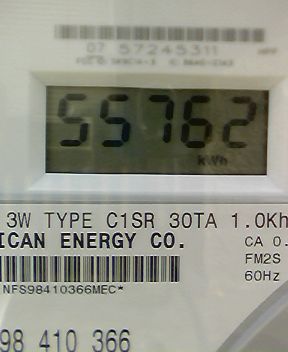 07 57245311
55762
kWh
3W TYPE C1SR 30TA 1.0Kh
ICAN ENERGY CO.
CA 0.
FM2S
60Hz
NFS98410366MEC*
98 410 366